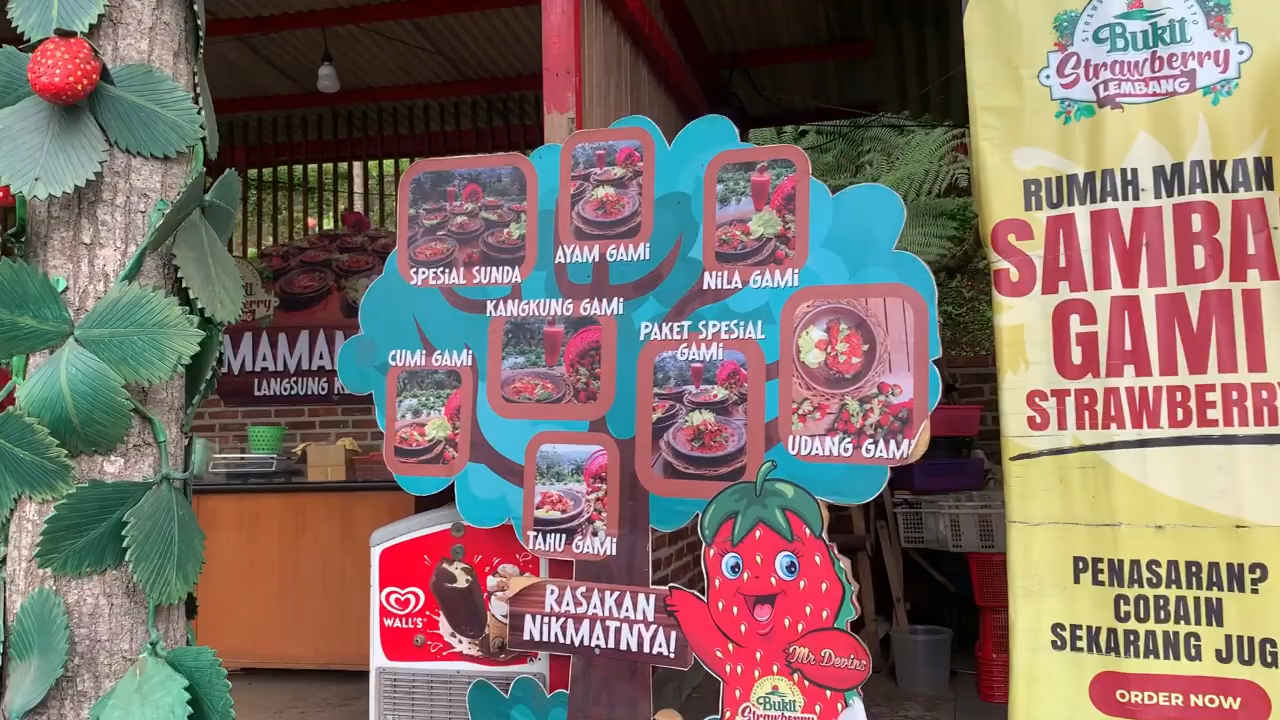 SPESIAL SUNDA
AYAM GAMi
NiLA GAMi
KANGKUNG GAMi
CUMi GAMi
PAKET SPESIAL
GAMi
UDANG GAMi
TAHU GAMi
RASAKAN
NiKMATNYA!
Mr Devins
Bukit
Strawberry
WALL'S
MAMAM
LANGSUNG
Bukit
Strawberry
LEMBANG
RUMAH MAKAN
SAMBA
GAMI
STRAWBERR
PENASARAN?
COBAIN
SEKARANG JUG
ORDER NOW